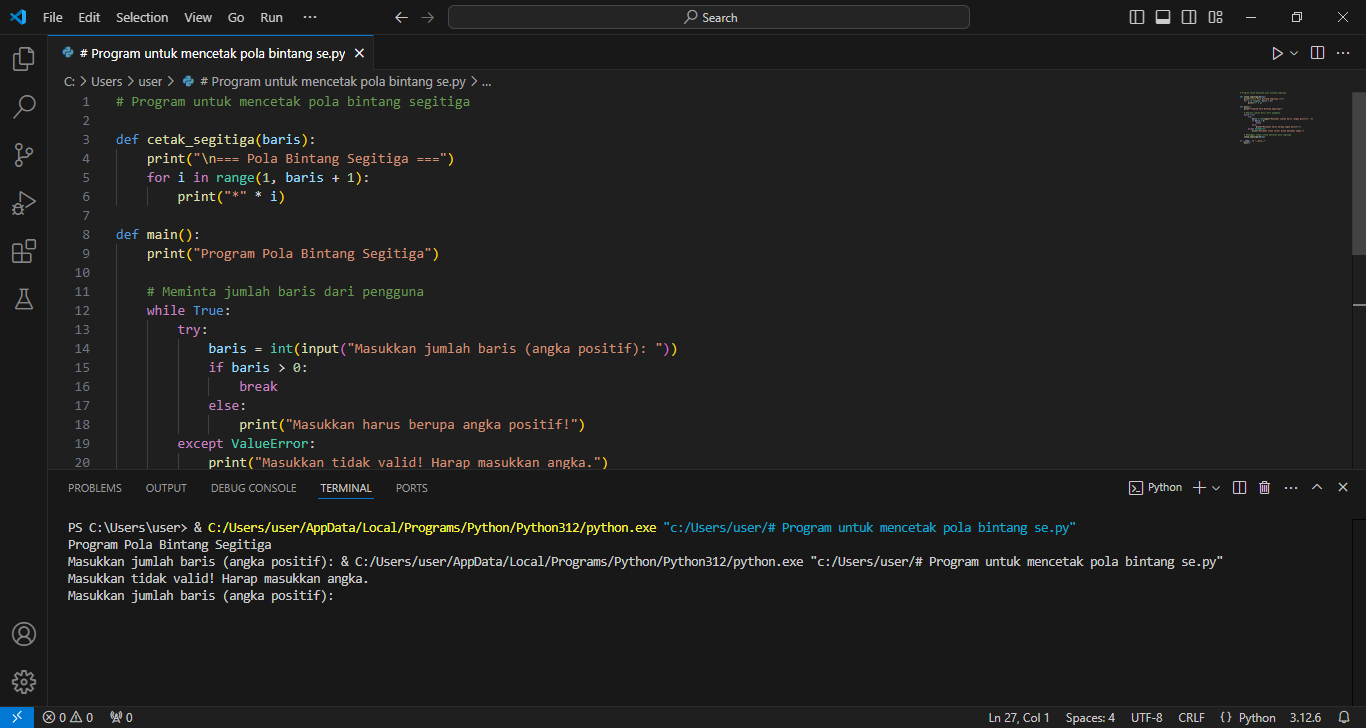 File Edit Selection View Go Run ··· Search
# Program untuk mencetak pola bintang se.py
C: > Users > user > # Program untuk mencetak pola bintang se.py > ...
1 # Program untuk mencetak pola bintang segitiga
2
3 def cetak_segitiga(baris):
4 print("\n=== Pola Bintang Segitiga ===")
5 for i in range(1, baris + 1):
6 print("*" * i)
7
8 def main():
9 print("Program Pola Bintang Segitiga")
10
11 # Meminta jumlah baris dari pengguna
12 while True:
13 try:
14 baris = int(input("Masukkan jumlah baris (angka positif): "))
15 if baris > 0:
16 break
17 else:
18 print("Masukkan harus berupa angka positif!")
19 except ValueError:
20 print("Masukkan tidak valid! Harap masukkan angka.")
PROBLEMS OUTPUT DEBUG CONSOLE TERMINAL PORTS Python
PS C:\Users\user> & C:/Users/user/AppData/Local/Programs/Python/Python312/python.exe "c:/Users/user/# Program untuk mencetak pola bintang se.py"
Program Pola Bintang Segitiga
Masukkan jumlah baris (angka positif): & C:/Users/user/AppData/Local/Programs/Python/Python312/python.exe "c:/Users/user/# Program untuk mencetak pola bintang se.py"
Masukkan tidak valid! Harap masukkan angka.
Masukkan jumlah baris (angka positif):
0 0 0 Ln 27, Col 1 Spaces: 4 UTF-8 CRLF {} Python 3.12.6